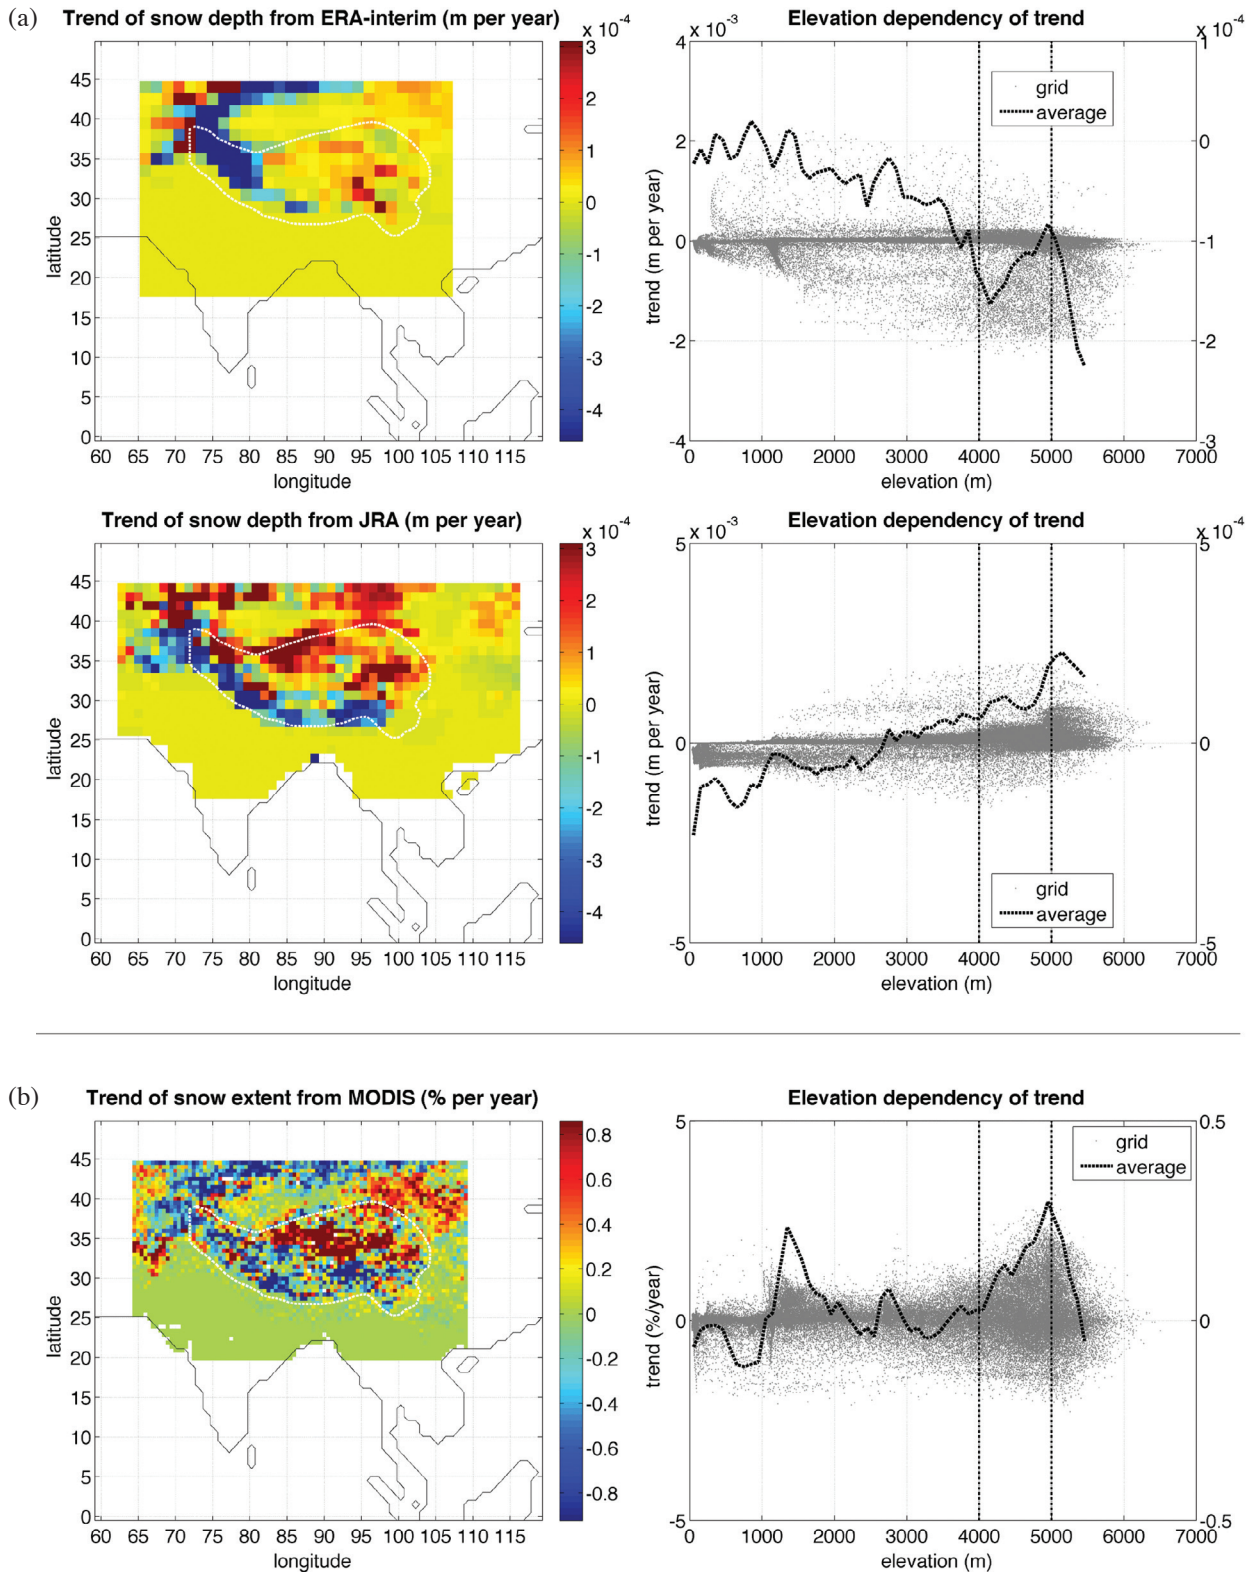 (a)
Trend of snow depth from ERA-interim (m per year)
x 10⁻⁴
3
2
1
0
-1
-2
-3
-4
45
40
35
30
25
20
15
10
5
0
latitude
60 65 70 75 80 85 90 95 100 105 110 115
longitude
Elevation dependency of trend
x 10⁻³
x 10⁻⁴
4
2
0
-2
-4
trend (m per year)
1
0
-1
-2
-3
grid
average
0 1000 2000 3000 4000 5000 6000 7000
elevation (m)
Trend of snow depth from JRA (m per year)
x 10⁻⁴
3
2
1
0
-1
-2
-3
-4
45
40
35
30
25
20
15
10
5
0
latitude
60 65 70 75 80 85 90 95 100 105 110 115
longitude
Elevation dependency of trend
x 10⁻³
x 10⁻⁴
5
0
-5
trend (m per year)
5
0
-5
grid
average
0 1000 2000 3000 4000 5000 6000 7000
elevation (m)
(b)
Trend of snow extent from MODIS (% per year)
0.8
0.6
0.4
0.2
0
-0.2
-0.4
-0.6
-0.8
45
40
35
30
25
20
15
10
5
0
latitude
60 65 70 75 80 85 90 95 100 105 110 115
longitude
Elevation dependency of trend
5
0
-5
trend (%/year)
0.5
0
-0.5
grid
average
0 1000 2000 3000 4000 5000 6000 7000
elevation (m)